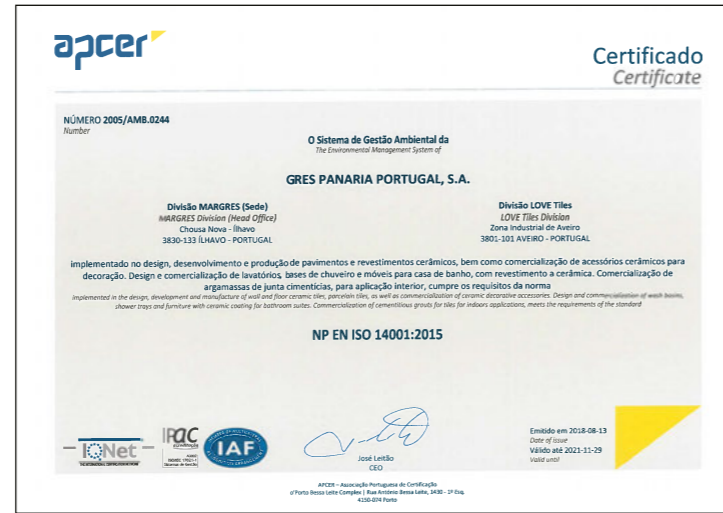 apcer
Certificado
Certificate
NÚMERO 2005/AMB.0244
Number
O Sistema de Gestão Ambiental da
The Environmental Management System of
GRES PANARIA PORTUGAL, S.A.
Divisão MARGRES (Sede)
MARGRES Division (Head Office)
Chousa Nova - Ílhavo
3830-133 ÍLHAVO - PORTUGAL
Divisão LOVE Tiles
LOVE Tiles Division
Zona Industrial de Aveiro
3801-101 AVEIRO - PORTUGAL
implementado no design, desenvolvimento e produção de pavimentos e revestimentos cerâmicos, bem como comercialização de acessórios cerâmicos para
decoração. Design e comercialização de lavatórios, bases de chuveiro e móveis para casa de banho, com revestimento a cerâmica. Comercialização de
argamassas de junta cimentícias, para aplicação interior, cumpre os requisitos da norma
implemented in the design, development and manufacture of wall and floor ceramic tiles, porcelain tiles, as well as commercialization of ceramic decorative accessories. Design and commercialization of wash basins,
shower trays and furniture with ceramic coating for bathroom suites. Commercialization of cementitious grouts for tiles for indoors applications, meets the requirements of the standard
NP EN ISO 14001:2015
IQNet
THE INTERNATIONAL CERTIFICATION NETWORK
IPAC
acreditação
IAF
José Leitão
CEO
Emitido em 2018-08-13
Date of issue
Válido até 2021-11-29
Valid until
APCER – Associação Portuguesa de Certificação
o'Porto Bessa Leite Complex | Rua António Bessa Leite, 1430 - 1º Esq.
4150-074 Porto